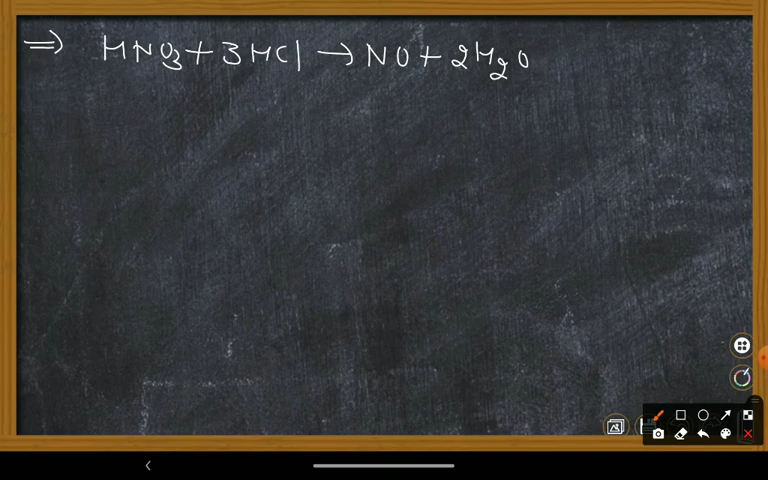 ⇒ HNO₃ + 3HCl → NO + 2H₂O